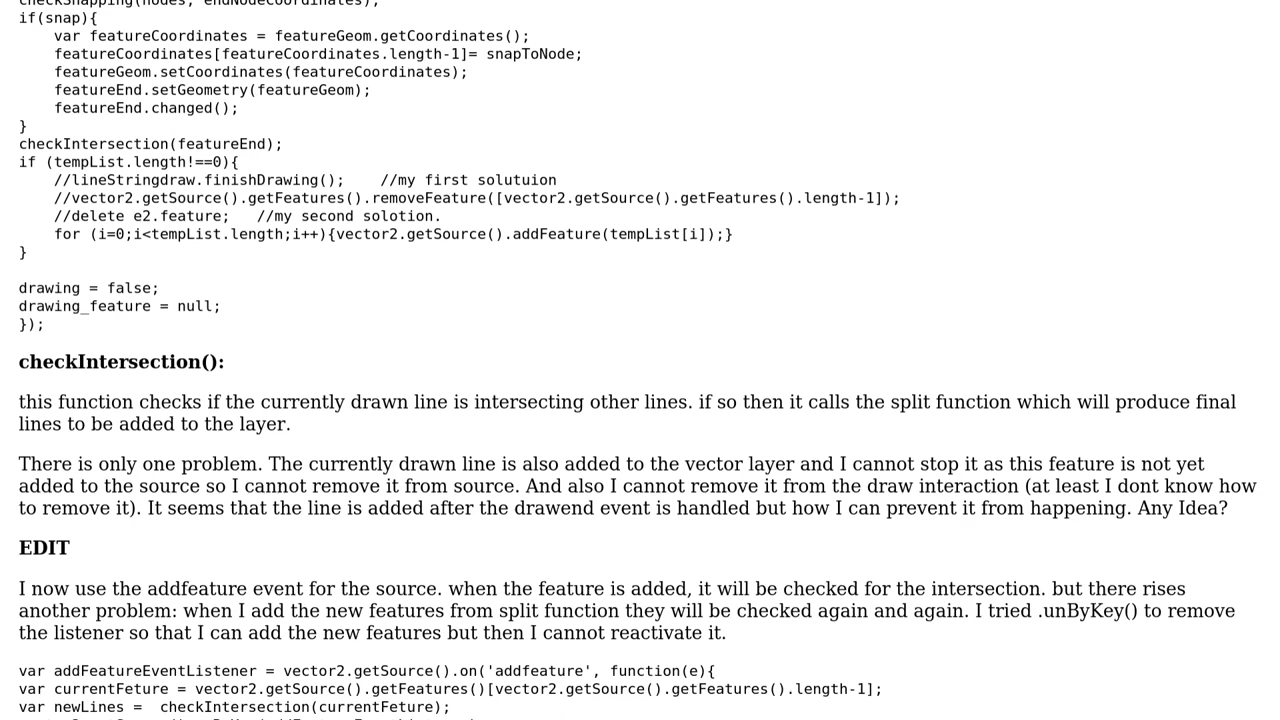 checkSnapping(nodes, endNodeCoordinates);
if(snap){
    var featureCoordinates = featureGeom.getCoordinates();
    featureCoordinates[featureCoordinates.length-1]= snapToNode;
    featureGeom.setCoordinates(featureCoordinates);
    featureEnd.setGeometry(featureGeom);
    featureEnd.changed();
}
checkIntersection(featureEnd);
if (tempList.length!==0){
    //lineStringdraw.finishDrawing();    //my first solutuion
    //vector2.getSource().getFeatures().removeFeature([vector2.getSource().getFeatures().length-1]);
    //delete e2.feature;   //my second solotion.
    for (i=0;i<tempList.length;i++){vector2.getSource().addFeature(tempList[i]);}
}
drawing = false;
drawing_feature = null;
});
checkIntersection():
this function checks if the currently drawn line is intersecting other lines. if so then it calls the split function which will produce final
lines to be added to the layer.
There is only one problem. The currently drawn line is also added to the vector layer and I cannot stop it as this feature is not yet
added to the source so I cannot remove it from source. And also I cannot remove it from the draw interaction (at least I dont know how
to remove it). It seems that the line is added after the drawend event is handled but how I can prevent it from happening. Any Idea?
EDIT
I now use the addfeature event for the source. when the feature is added, it will be checked for the intersection. but there rises
another problem: when I add the new features from split function they will be checked again and again. I tried .unByKey() to remove
the listener so that I can add the new features but then I cannot reactivate it.
var addFeatureEventListener = vector2.getSource().on('addfeature', function(e){
var currentFeture = vector2.getSource().getFeatures()[vector2.getSource().getFeatures().length-1];
var newLines =  checkIntersection(currentFeture);